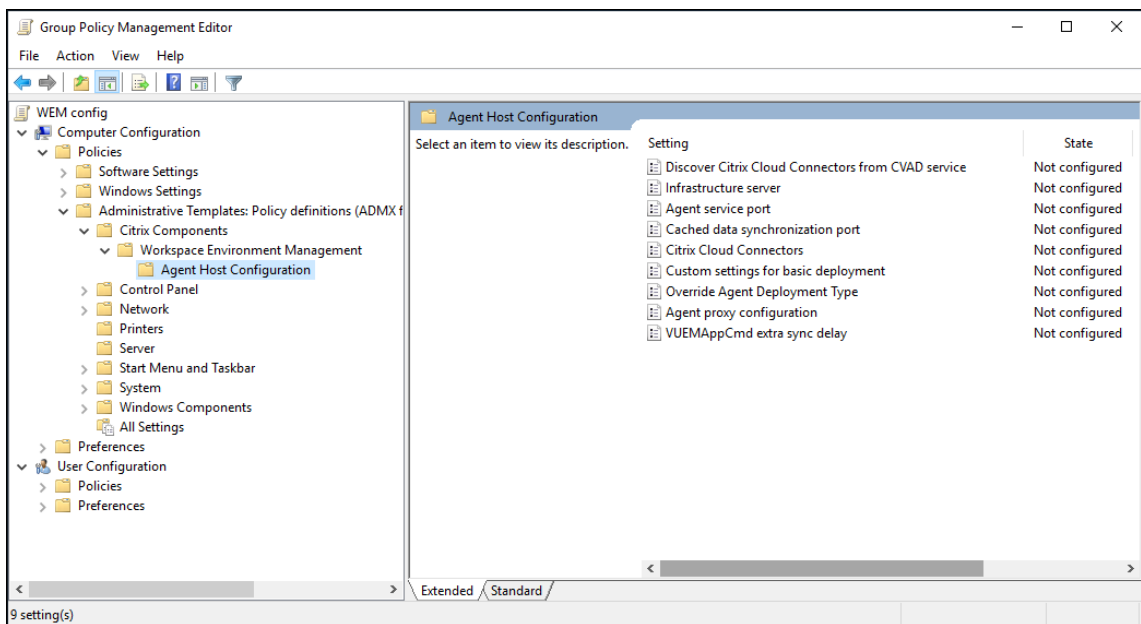 Group Policy Management Editor
File Action View Help
WEM config
Computer Configuration
Policies
Software Settings
Windows Settings
Administrative Templates: Policy definitions (ADMX f
Citrix Components
Workspace Environment Management
Agent Host Configuration
Control Panel
Network
Printers
Server
Start Menu and Taskbar
System
Windows Components
All Settings
Preferences
User Configuration
Policies
Preferences
Agent Host Configuration
Select an item to view its description.
Setting State
Discover Citrix Cloud Connectors from CVAD service Not configured
Infrastructure server Not configured
Agent service port Not configured
Cached data synchronization port Not configured
Citrix Cloud Connectors Not configured
Custom settings for basic deployment Not configured
Override Agent Deployment Type Not configured
Agent proxy configuration Not configured
VUEMAppCmd extra sync delay Not configured
Extended Standard
9 setting(s)